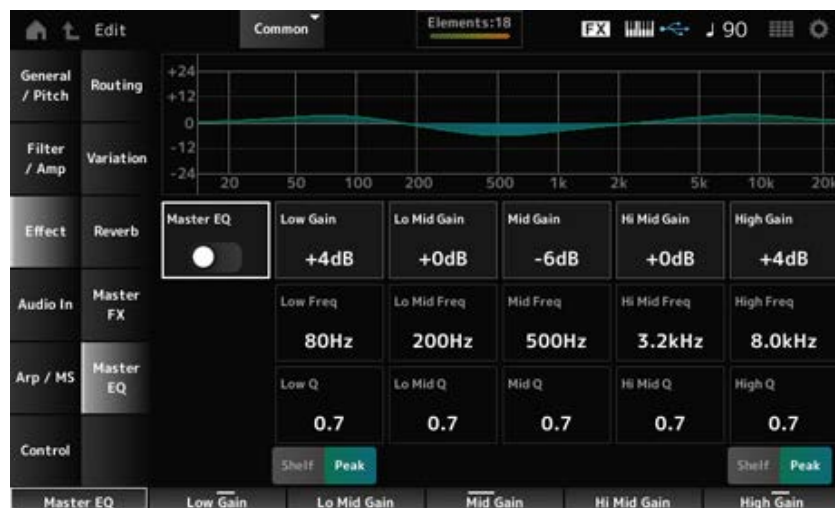 Edit
Common
Elements:18
FX
90
General / Pitch
Filter / Amp
Effect
Audio In
Arp / MS
Control
Routing
Variation
Reverb
Master FX
Master EQ
+24
+12
0
-12
-24
20 50 100 200 500 1k 2k 5k 10k 20k
Master EQ
Low Gain
+4dB
Lo Mid Gain
+0dB
Mid Gain
-6dB
Hi Mid Gain
+0dB
High Gain
+4dB
Low Freq
80Hz
Lo Mid Freq
200Hz
Mid Freq
500Hz
Hi Mid Freq
3.2kHz
High Freq
8.0kHz
Low Q
0.7
Lo Mid Q
0.7
Mid Q
0.7
Hi Mid Q
0.7
High Q
0.7
Shelf Peak
Shelf Peak
Master EQ Low Gain Lo Mid Gain Mid Gain Hi Mid Gain High Gain